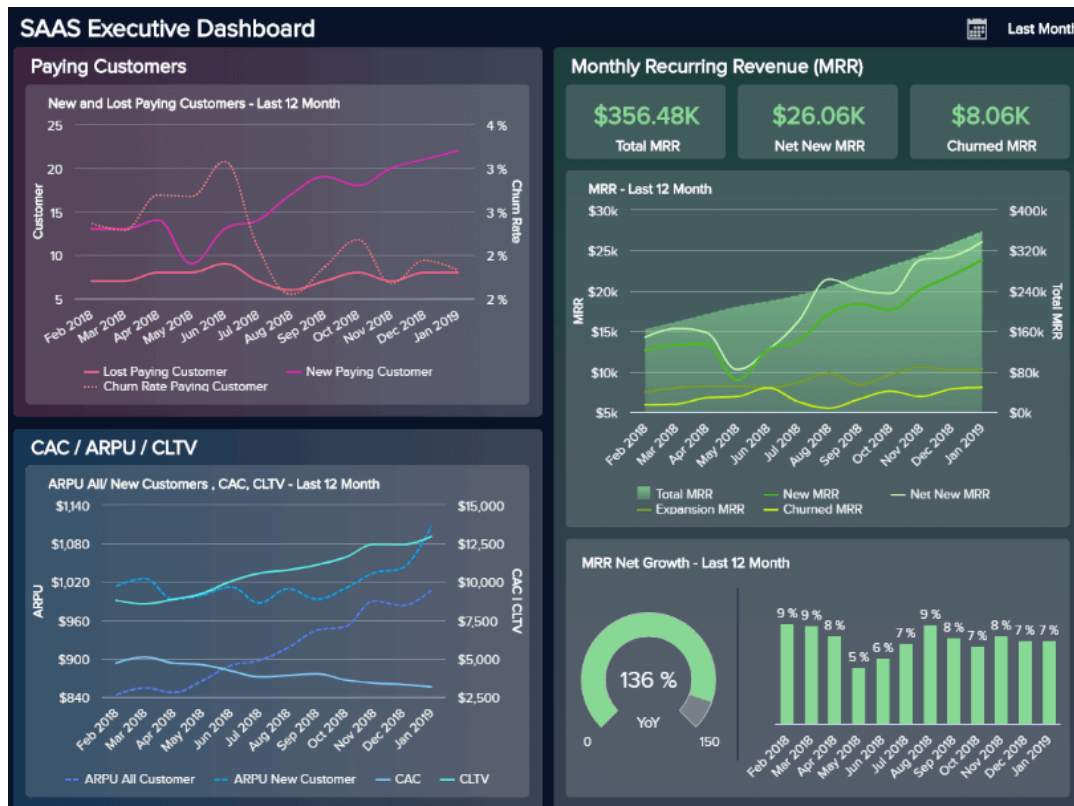 SAAS Executive Dashboard
Last Month
Paying Customers
New and Lost Paying Customers - Last 12 Month
25
20
15
10
5
Customer
4 %
3 %
3 %
2 %
2 %
Churn Rate
Feb 2018
Mar 2018
Apr 2018
May 2018
Jun 2018
Jul 2018
Aug 2018
Sep 2018
Oct 2018
Nov 2018
Dec 2018
Jan 2019
Lost Paying Customer
New Paying Customer
Churn Rate Paying Customer
Monthly Recurring Revenue (MRR)
$356.48K
Total MRR
$26.06K
Net New MRR
$8.06K
Churned MRR
MRR - Last 12 Month
$30k
$25k
$20k
$15k
$10k
$5k
MRR
$400k
$320k
$240k
$160k
$80k
$0k
Total MRR
Feb 2018
Mar 2018
Apr 2018
May 2018
Jun 2018
Jul 2018
Aug 2018
Sep 2018
Oct 2018
Nov 2018
Dec 2018
Jan 2019
Total MRR
New MRR
Net New MRR
Expansion MRR
Churned MRR
CAC / ARPU / CLTV
ARPU All/ New Customers , CAC, CLTV - Last 12 Month
$1,140
$1,080
$1,020
$960
$900
$840
ARPU
$15,000
$12,500
$10,000
$7,500
$5,000
$2,500
CAC | CLTV
Feb 2018
Mar 2018
Apr 2018
May 2018
Jun 2018
Jul 2018
Aug 2018
Sep 2018
Oct 2018
Nov 2018
Dec 2018
Jan 2019
ARPU All Customer
ARPU New Customer
CAC
CLTV
MRR Net Growth - Last 12 Month
136 %
YoY
0
150
9 %
9 %
8 %
5 %
6 %
7 %
9 %
8 %
7 %
8 %
7 %
7 %
Feb 2018
Mar 2018
Apr 2018
May 2018
Jun 2018
Jul 2018
Aug 2018
Sep 2018
Oct 2018
Nov 2018
Dec 2018
Jan 2019